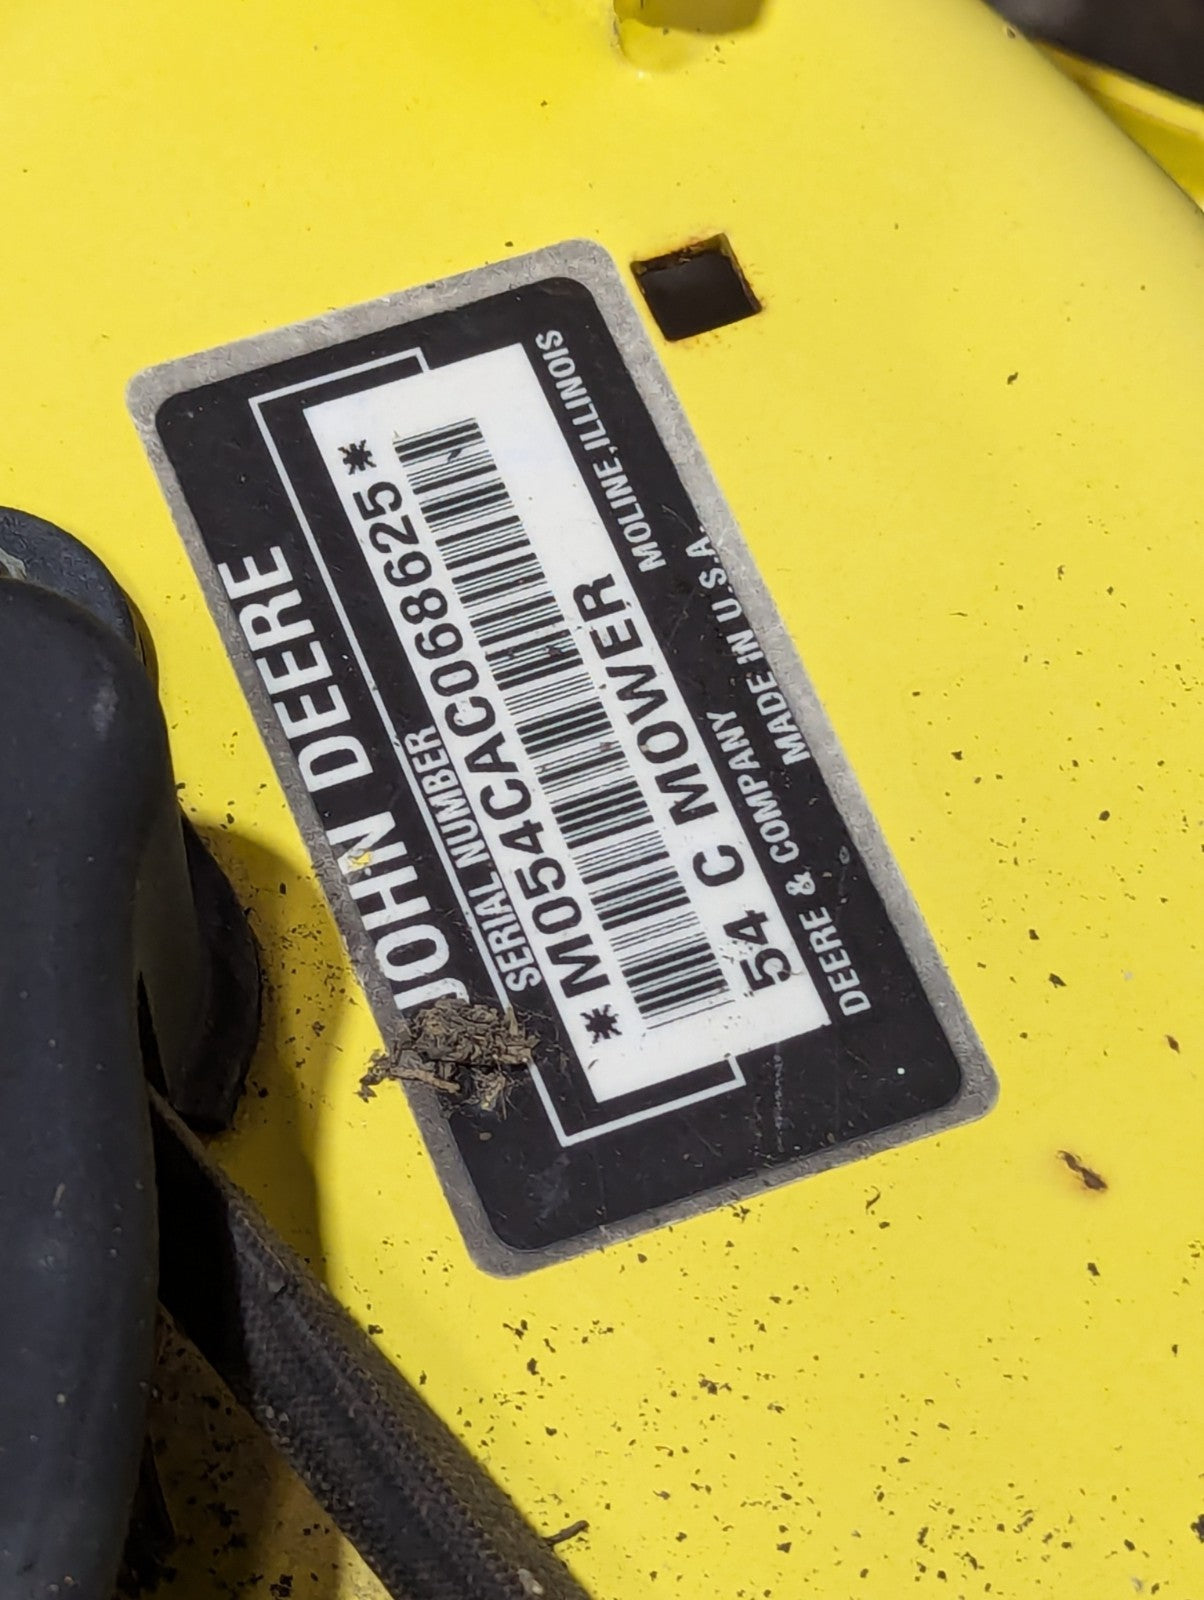 JOHN DEERE
SERIAL NUMBER
*M054CAC068625*
54 C MOWER
DEERE & COMPANY MOLINE, ILLINOIS
MADE IN U.S.A.